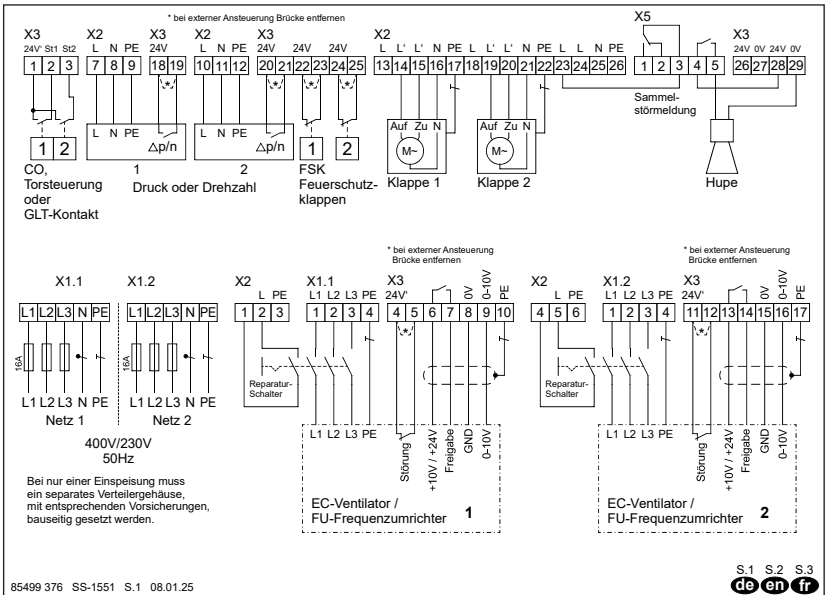 * bei externer Ansteuerung Brücke entfernen
X3 X2 X3 X2 X3 X2 X5 X3
24V' St1 St2 L N PE 24V L N PE 24V 24V 24V L L' L' N PE L L' L' N PE L L N PE 24V 0V 24V 0V
1 2 3 7 8 9 18 19 10 11 12 20 21 22 23 24 25 13 14 15 16 17 18 19 20 21 22 23 24 25 26 1 2 3 4 5 26 27 28 29
* * * *
Sammel-
störmeldung
L N PE L N PE Auf Zu N Auf Zu N
1 2 Δp/n Δp/n 1 2 M~ M~
CO,
Torsteuerung
oder
GLT-Kontakt
1 2
Druck oder Drehzahl
FSK
Feuerschutz-
klappen
Klappe 1 Klappe 2 Hupe
X1.1 X1.2
L1 L2 L3 N PE L1 L2 L3 N PE
16A 16A
L1 L2 L3 N PE L1 L2 L3 N PE
Netz 1 Netz 2
400V/230V
50Hz
Bei nur einer Einspeisung muss
ein separates Verteilergehäuse,
mit entsprechenden Vorsicherungen,
bauseitig gesetzt werden.
* bei externer Ansteuerung
Brücke entfernen
X2 X1.1 X3
L PE L1 L2 L3 PE 24V' 0V 0-10V PE
1 2 3 1 2 3 4 4 5 6 7 8 9 10
*
Reparatur-
Schalter
L1 L2 L3 PE Störung +10V / +24V Freigabe GND 0-10V
EC-Ventilator /
FU-Frequenzumrichter 1
* bei externer Ansteuerung
Brücke entfernen
X2 X1.2 X3
L PE L1 L2 L3 PE 24V' 0V 0-10V PE
4 5 6 1 2 3 4 11 12 13 14 15 16 17
*
Reparatur-
Schalter
L1 L2 L3 PE Störung +10V / +24V Freigabe GND 0-10V
EC-Ventilator /
FU-Frequenzumrichter 2
85499 376 SS-1551 S.1 08.01.25
S.1 S.2 S.3
de en fr